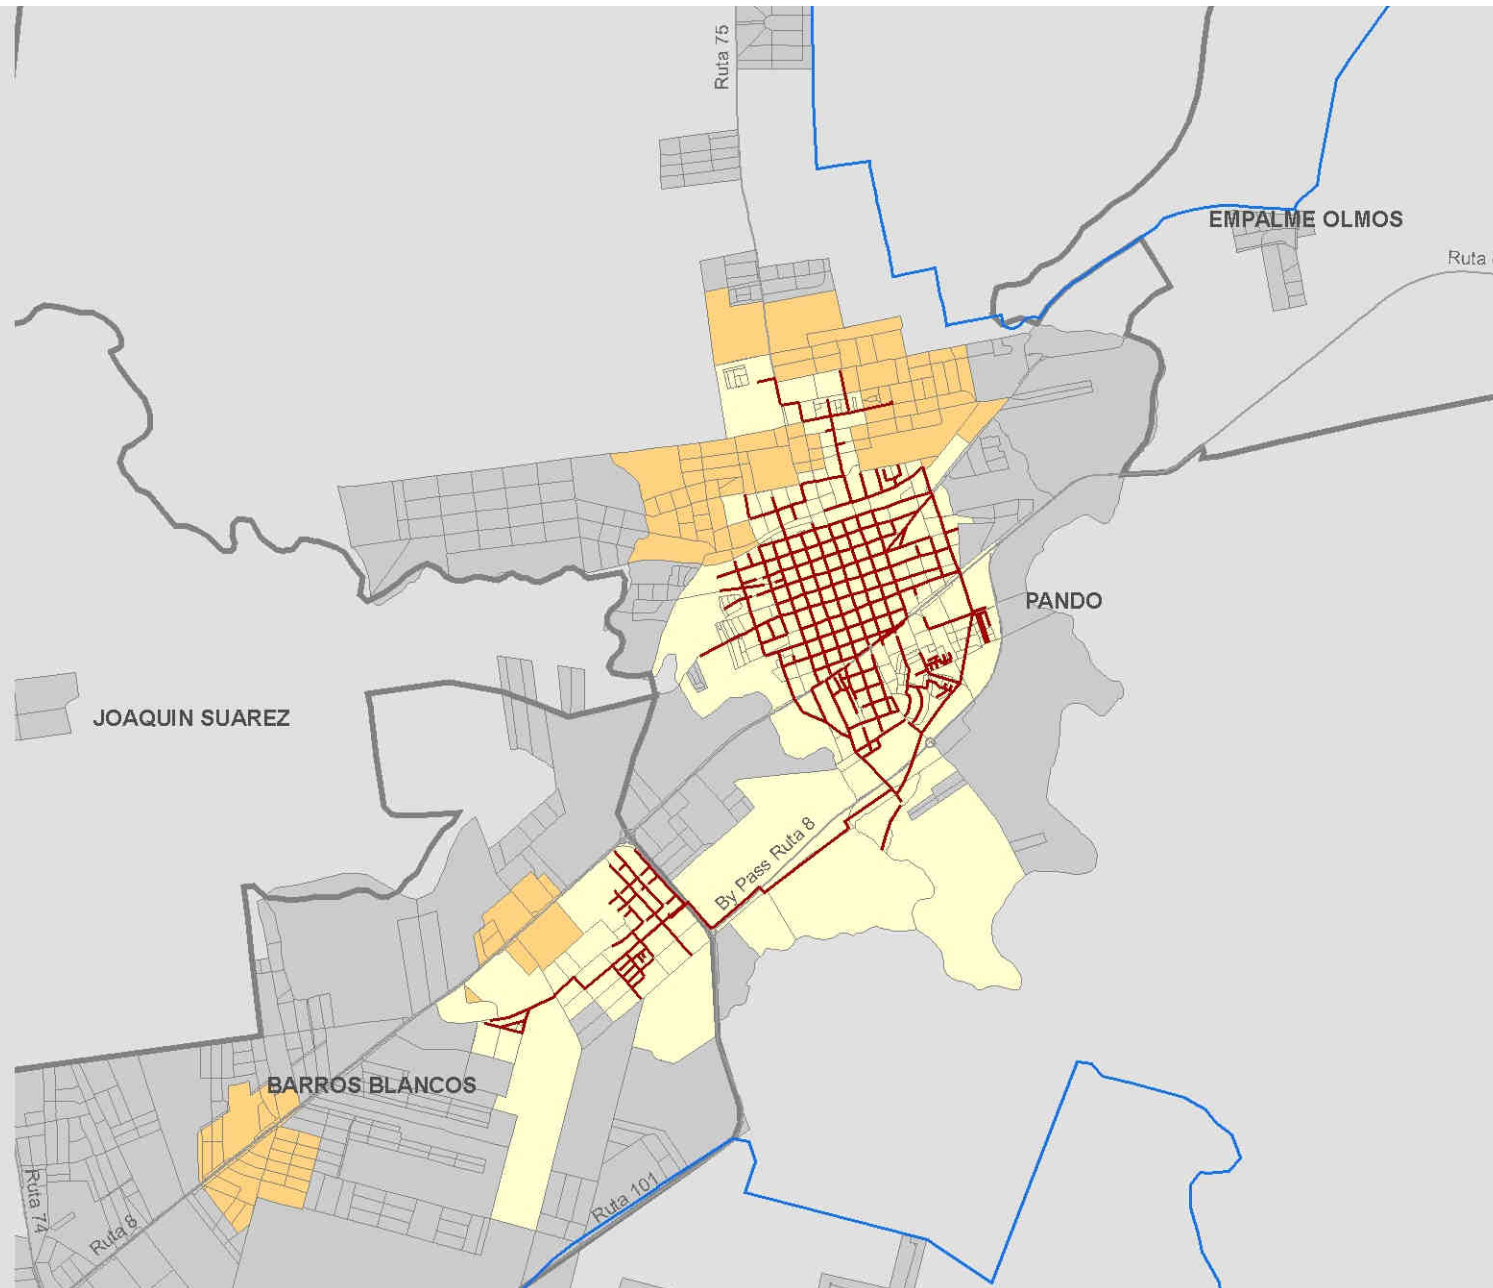 Ruta 75
EMPALME OLMOS
Ruta
PANDO
JOAQUIN SUAREZ
By Pass Ruta 8
BARROS BLANCOS
Ruta 74
Ruta 8
Ruta 101